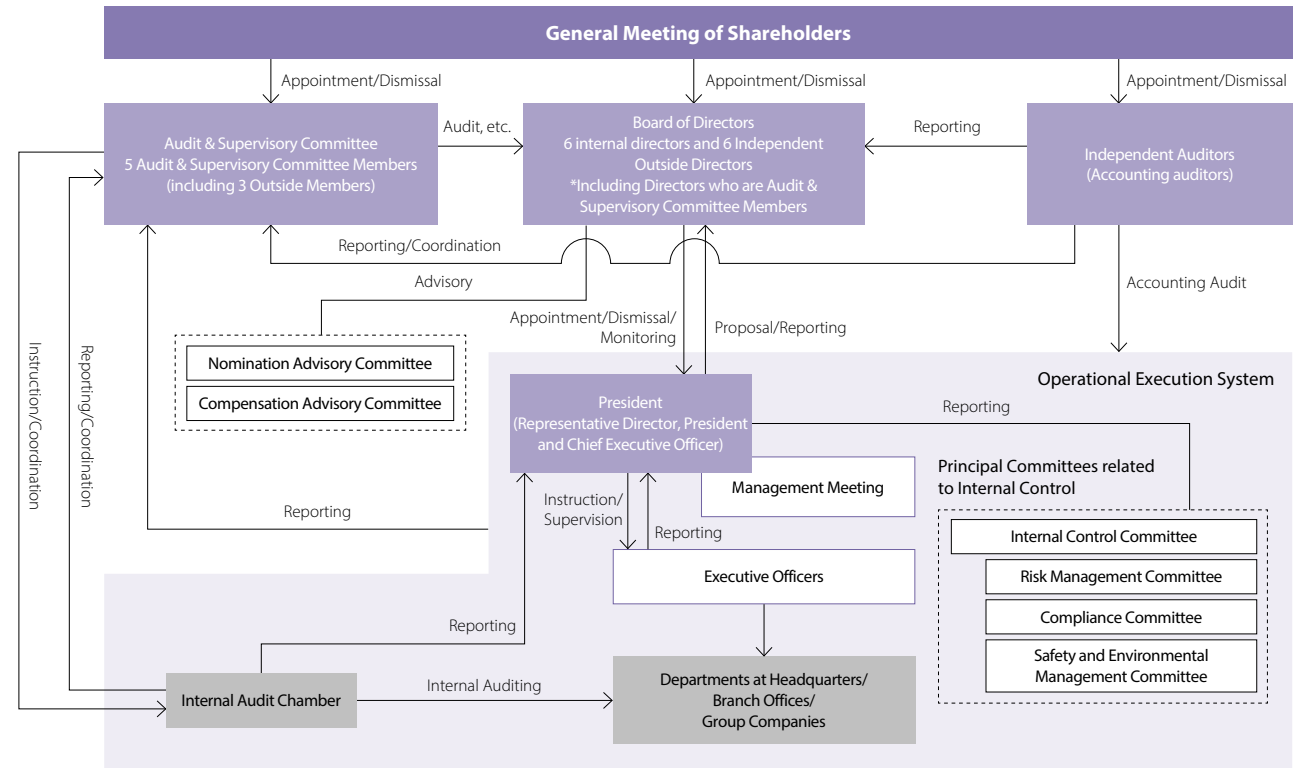 General Meeting of Shareholders
Appointment/Dismissal
Appointment/Dismissal
Appointment/Dismissal
Audit & Supervisory Committee
5 Audit & Supervisory Committee Members
(including 3 Outside Members)
Audit, etc.
Board of Directors
6 internal directors and 6 Independent
Outside Directors
*Including Directors who are Audit &
Supervisory Committee Members
Reporting
Independent Auditors
(Accounting auditors)
Reporting/Coordination
Advisory
Accounting Audit
Appointment/Dismissal/
Monitoring
Proposal/Reporting
Instruction/Coordination
Reporting/Coordination
Nomination Advisory Committee
Compensation Advisory Committee
Operational Execution System
President
(Representative Director, President
and Chief Executive Officer)
Reporting
Management Meeting
Principal Committees related
to Internal Control
Instruction/
Supervision
Reporting
Reporting
Internal Control Committee
Executive Officers
Risk Management Committee
Compliance Committee
Safety and Environmental
Management Committee
Reporting
Internal Audit Chamber
Internal Auditing
Departments at Headquarters/
Branch Offices/
Group Companies